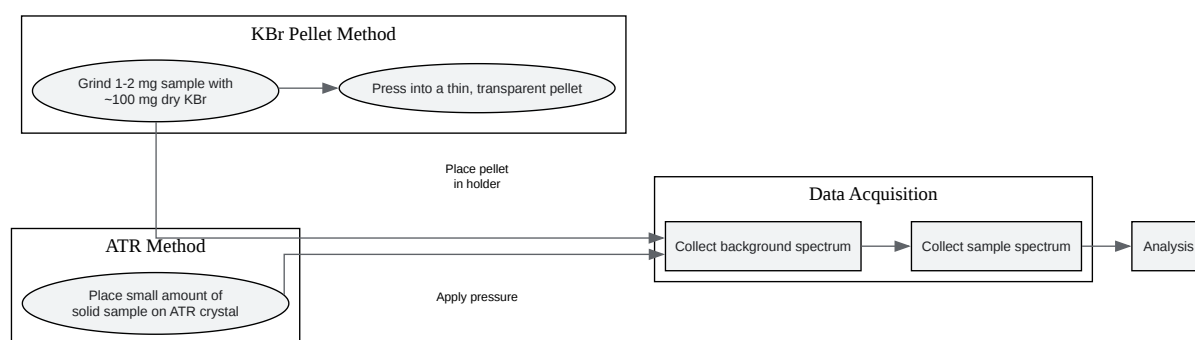 KBr Pellet Method
Grind 1-2 mg sample with
~100 mg dry KBr
Press into a thin, transparent pellet
Place pellet
in holder
Data Acquisition
Collect background spectrum
Collect sample spectrum
Analysis
ATR Method
Place small amount of
solid sample on ATR crystal
Apply pressure